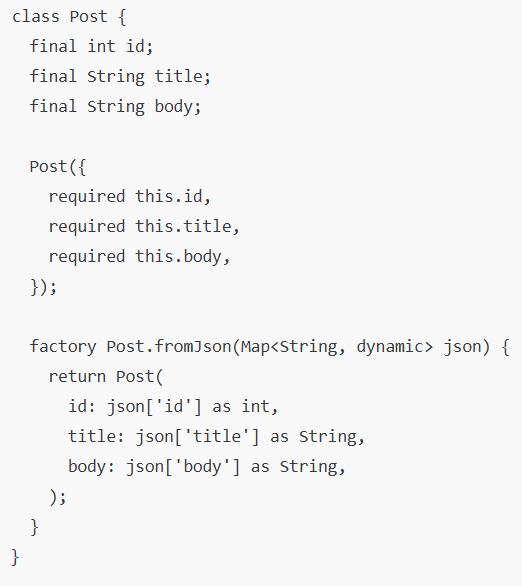 class Post {
  final int id;
  final String title;
  final String body;

  Post({
    required this.id,
    required this.title,
    required this.body,
  });

  factory Post.fromJson(Map<String, dynamic> json) {
    return Post(
      id: json['id'] as int,
      title: json['title'] as String,
      body: json['body'] as String,
    );
  }
}